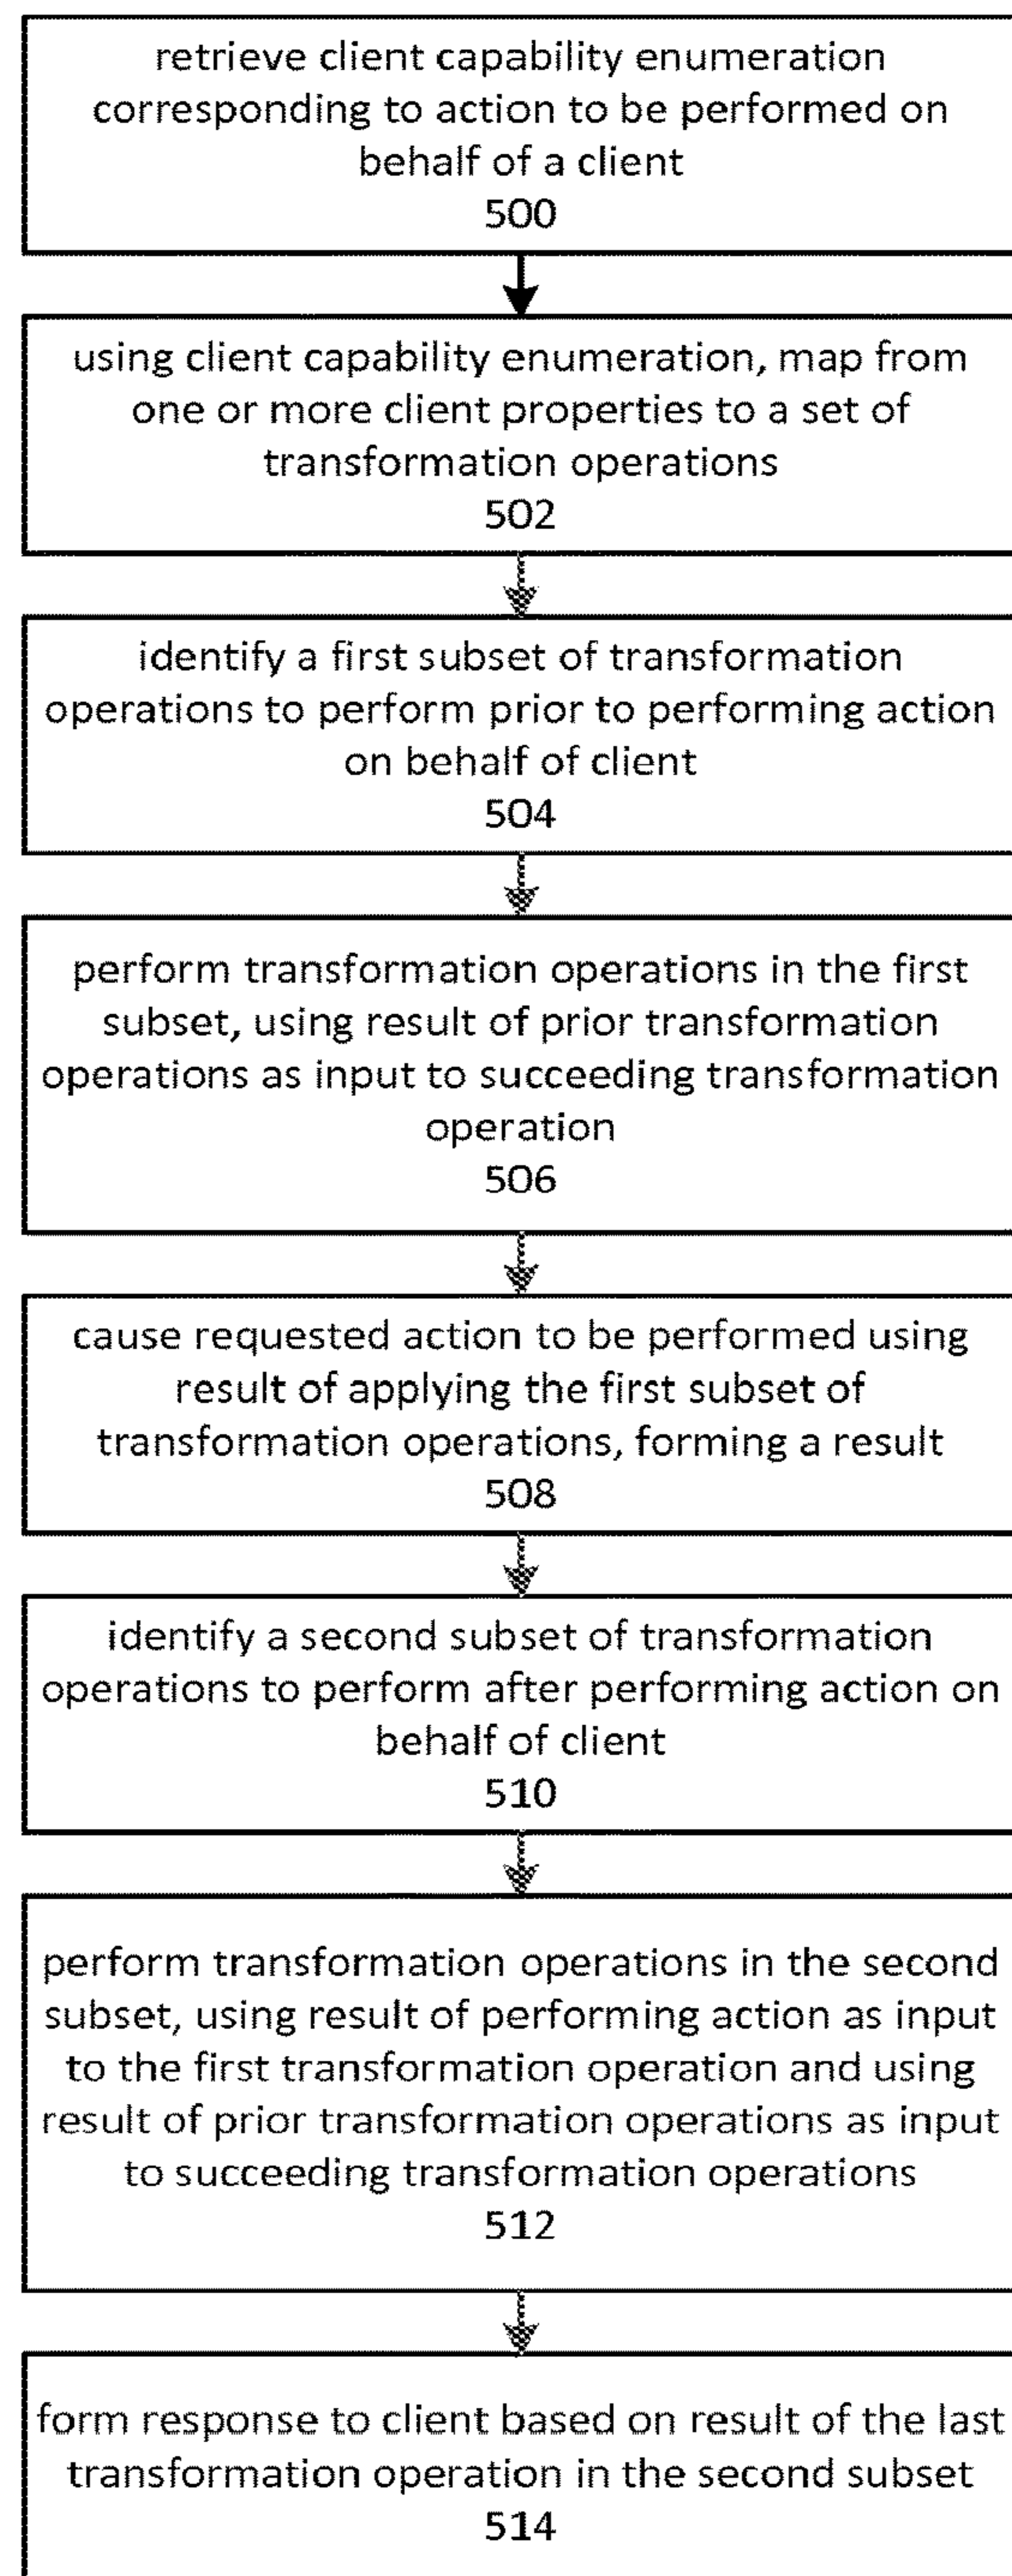 retrieve client capability enumeration
corresponding to action to be performed on
behalf of a client
500
using client capability enumeration, map from
one or more client properties to a set of
transformation operations
502
identify a first subset of transformation
operations to perform prior to performing action
on behalf of client
504
perform transformation operations in the first
subset, using result of prior transformation
operations as input to succeeding transformation
operation
506
cause requested action to be performed using
result of applying the first subset of
transformation operations, forming a result
508
identify a second subset of transformation
operations to perform after performing action on
behalf of client
510
perform transformation operations in the second
subset, using result of performing action as input
to the first transformation operation and using
result of prior transformation operations as input
to succeeding transformation operations
512
form response to client based on result of the last
transformation operation in the second subset
514